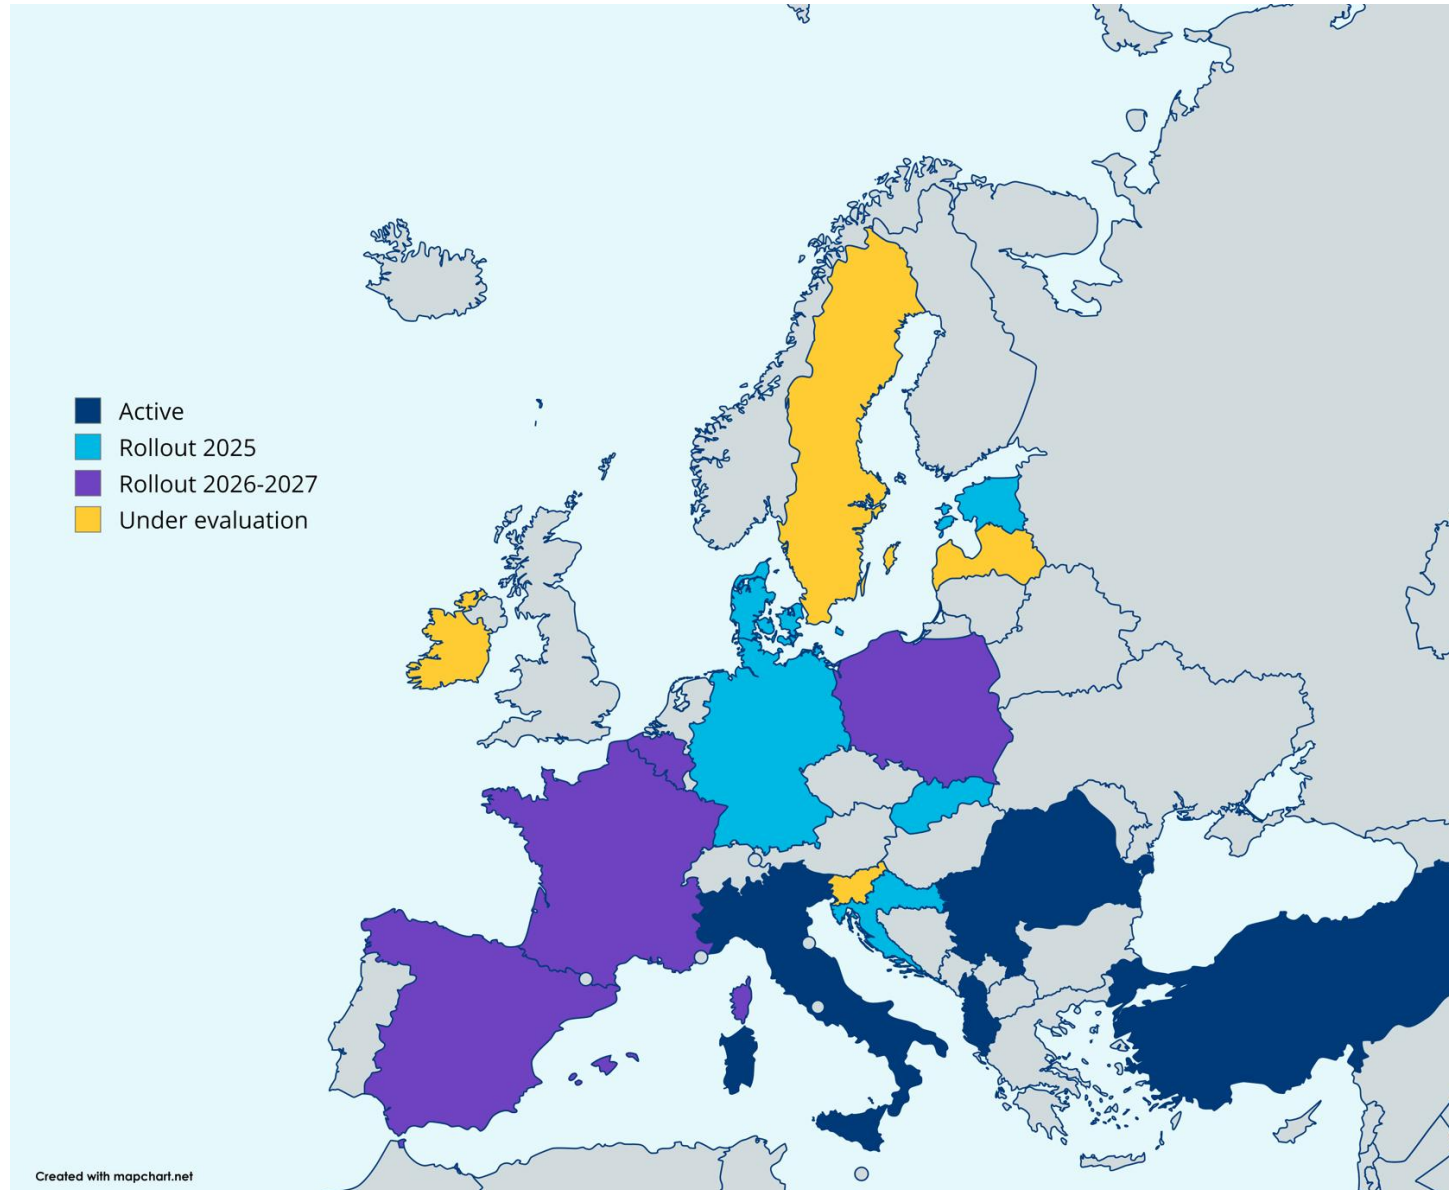 Active
Rollout 2025
Rollout 2026-2027
Under evaluation
Created with mapchart.net